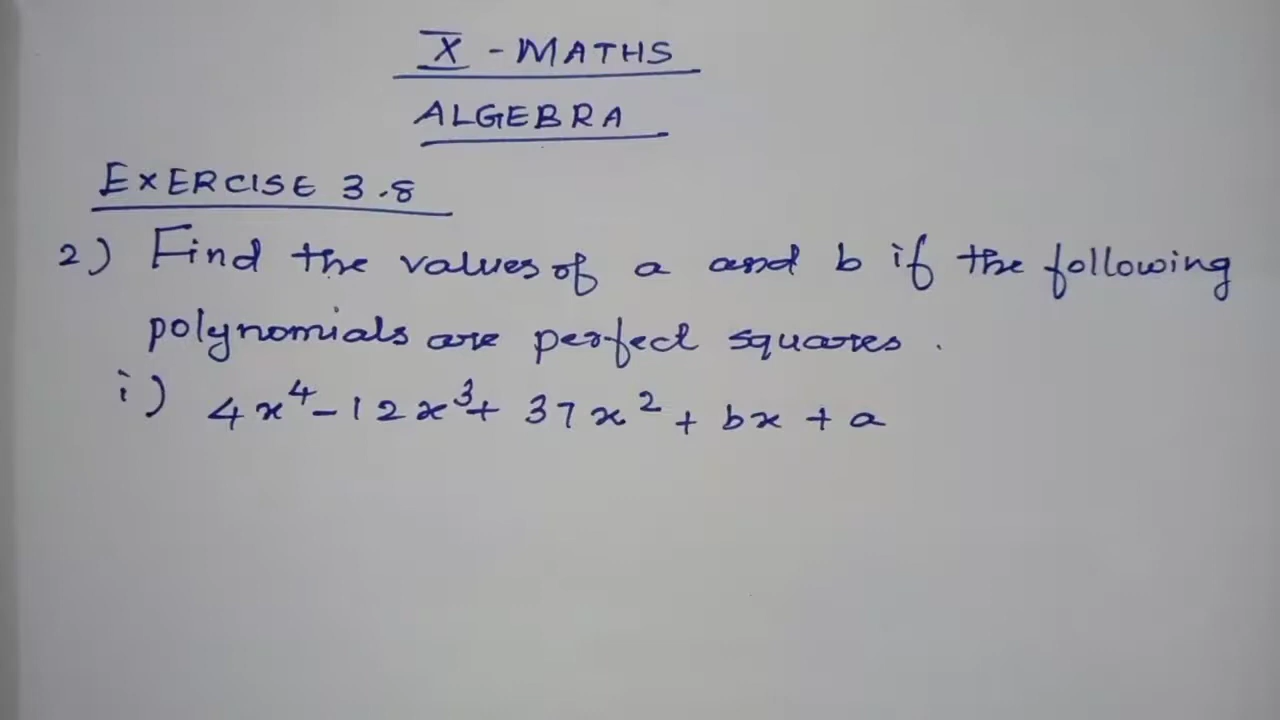 X - MATHS
ALGEBRA
EXERCISE 3.8
2) Find the values of a and b if the following
polynomials are perfect squares.
i) 4x⁴ - 12x³ + 37x² + bx + a